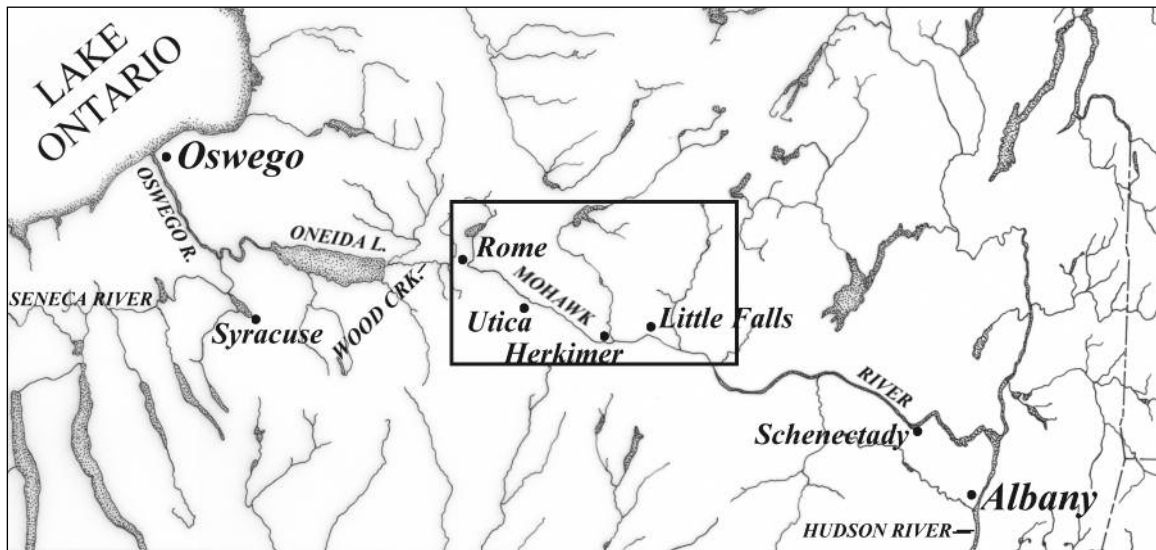 LAKE
ONTARIO
Oswego
OSWEGO R.
ONEIDA L.
Rome
WOOD CRK.
MOHAWK
SENECA RIVER
Syracuse
Utica
Little Falls
Herkimer
RIVER
Schenectady
Albany
HUDSON RIVER